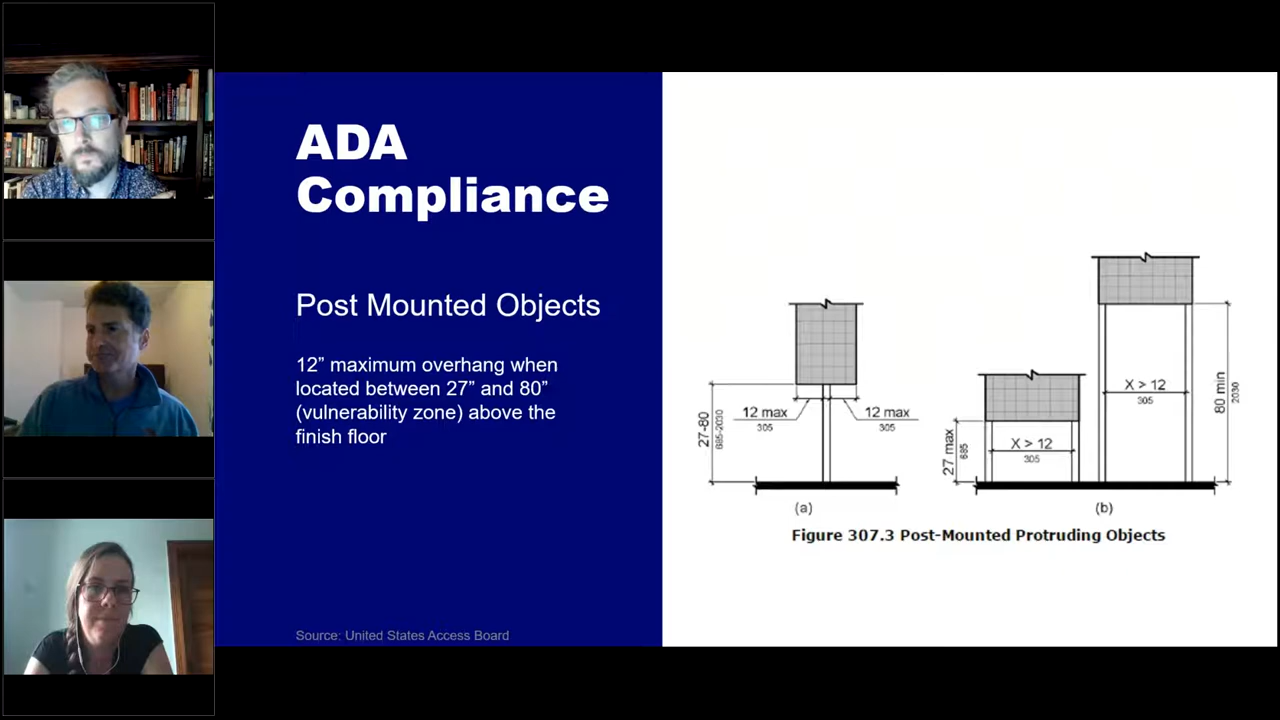 ADA
Compliance
Post Mounted Objects
12” maximum overhang when
located between 27” and 80”
(vulnerability zone) above the
finish floor
Source: United States Access Board
27-80
685-2030
12 max
305
12 max
305
(a)
27 max
685
X > 12
305
X > 12
305
80 min
2030
(b)
Figure 307.3 Post-Mounted Protruding Objects